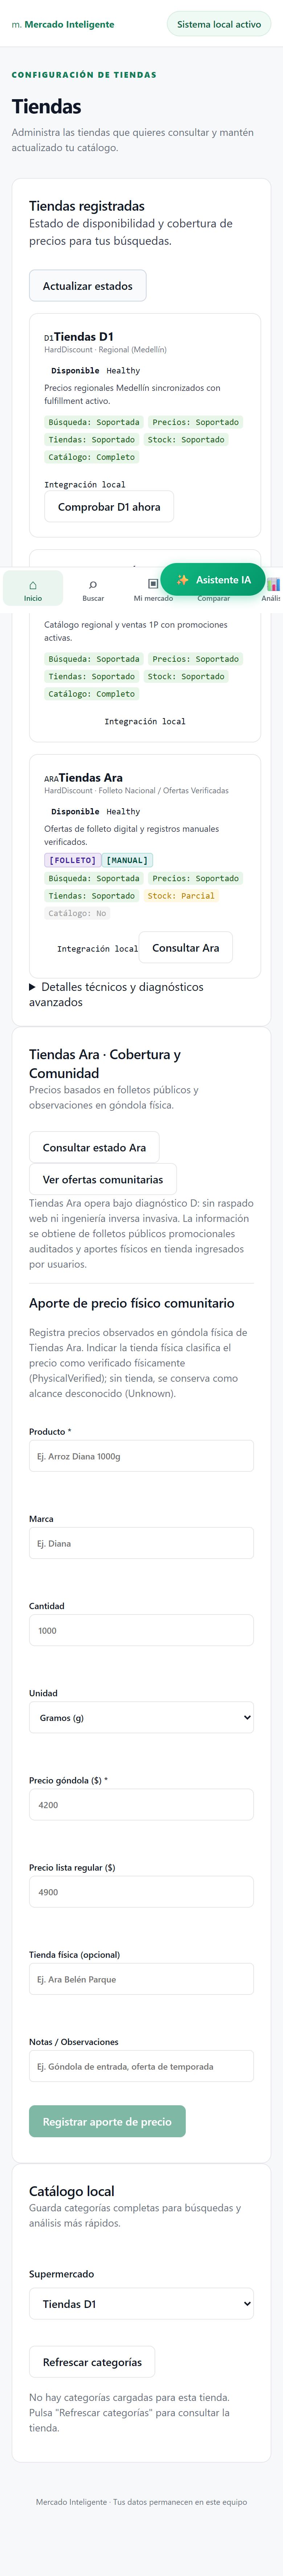 m. Mercado Inteligente
Sistema local activo
CONFIGURACIÓN DE TIENDAS
Tiendas
Administra las tiendas que quieres consultar y mantén
actualizado tu catálogo.
Tiendas registradas
Estado de disponibilidad y cobertura de
precios para tus búsquedas.
Actualizar estados
D1Tiendas D1
HardDiscount · Regional (Medellín)
Disponible Healthy
Precios regionales Medellín sincronizados con
fulfillment activo.
Búsqueda: Soportada Precios: Soportado
Tiendas: Soportado Stock: Soportado
Catálogo: Completo
Integración local
Comprobar D1 ahora
Inicio
Buscar
Mi mercado
Comparar
Anális
✨ Asistente IA
Catálogo regional y ventas 1P con promociones
activas.
Búsqueda: Soportada Precios: Soportado
Tiendas: Soportado Stock: Soportado
Catálogo: Completo
Integración local
ARATiendas Ara
HardDiscount · Folleto Nacional / Ofertas Verificadas
Disponible Healthy
Ofertas de folleto digital y registros manuales
verificados.
[FOLLETO] [MANUAL]
Búsqueda: Soportada Precios: Soportado
Tiendas: Soportado Stock: Parcial
Catálogo: No
Integración local Consultar Ara
▶ Detalles técnicos y diagnósticos
avanzados
Tiendas Ara · Cobertura y
Comunidad
Precios basados en folletos públicos y
observaciones en góndola física.
Consultar estado Ara
Ver ofertas comunitarias
Tiendas Ara opera bajo diagnóstico D: sin raspado
web ni ingeniería inversa invasiva. La información
se obtiene de folletos públicos promocionales
auditados y aportes físicos en tienda ingresados
por usuarios.
Aporte de precio físico comunitario
Registra precios observados en góndola física de
Tiendas Ara. Indicar la tienda física clasifica el
precio como verificado físicamente
(PhysicalVerified); sin tienda, se conserva como
alcance desconocido (Unknown).
Producto *
Ej. Arroz Diana 1000g
Marca
Ej. Diana
Cantidad
1000
Unidad
Gramos (g)
Precio góndola ($) *
4200
Precio lista regular ($)
4900
Tienda física (opcional)
Ej. Ara Belén Parque
Notas / Observaciones
Ej. Góndola de entrada, oferta de temporada
Registrar aporte de precio
Catálogo local
Guarda categorías completas para búsquedas y
análisis más rápidos.
Supermercado
Tiendas D1
Refrescar categorías
No hay categorías cargadas para esta tienda.
Pulsa "Refrescar categorías" para consultar la
tienda.
Mercado Inteligente · Tus datos permanecen en este equipo